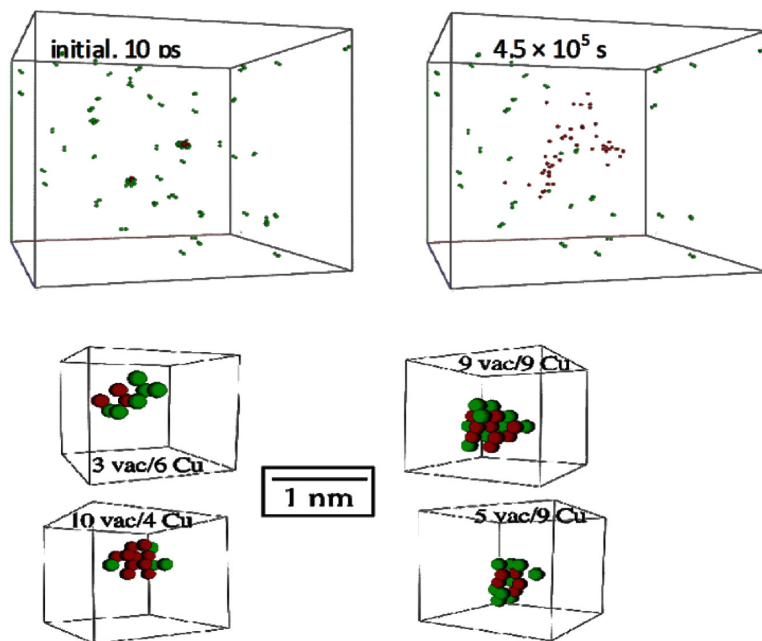 initial. 10 ps
4.5 × 10⁵ s
3 vac/6 Cu
9 vac/9 Cu
1 nm
10 vac/4 Cu
5 vac/9 Cu